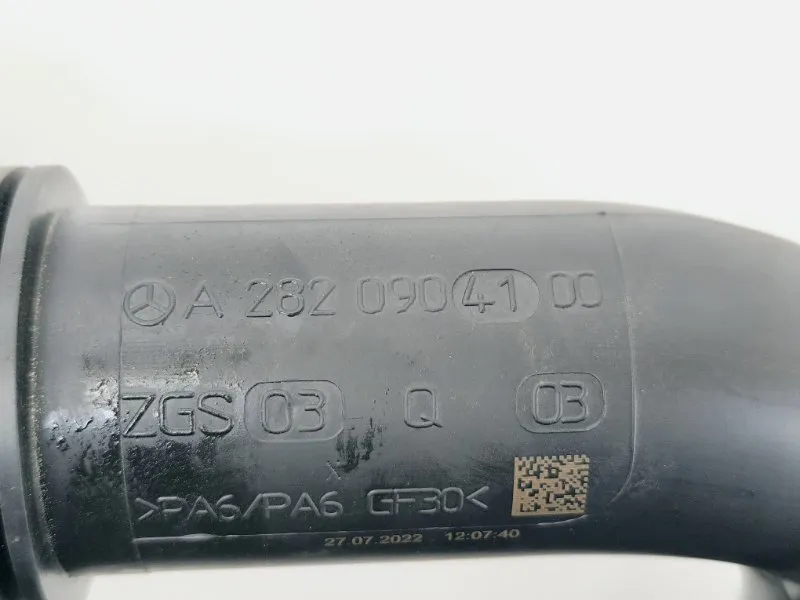 A 282 090 41 00
ZGS 03 Q 03
x
>PA6/PA6 GF30<
27.07.2022 12:07:40